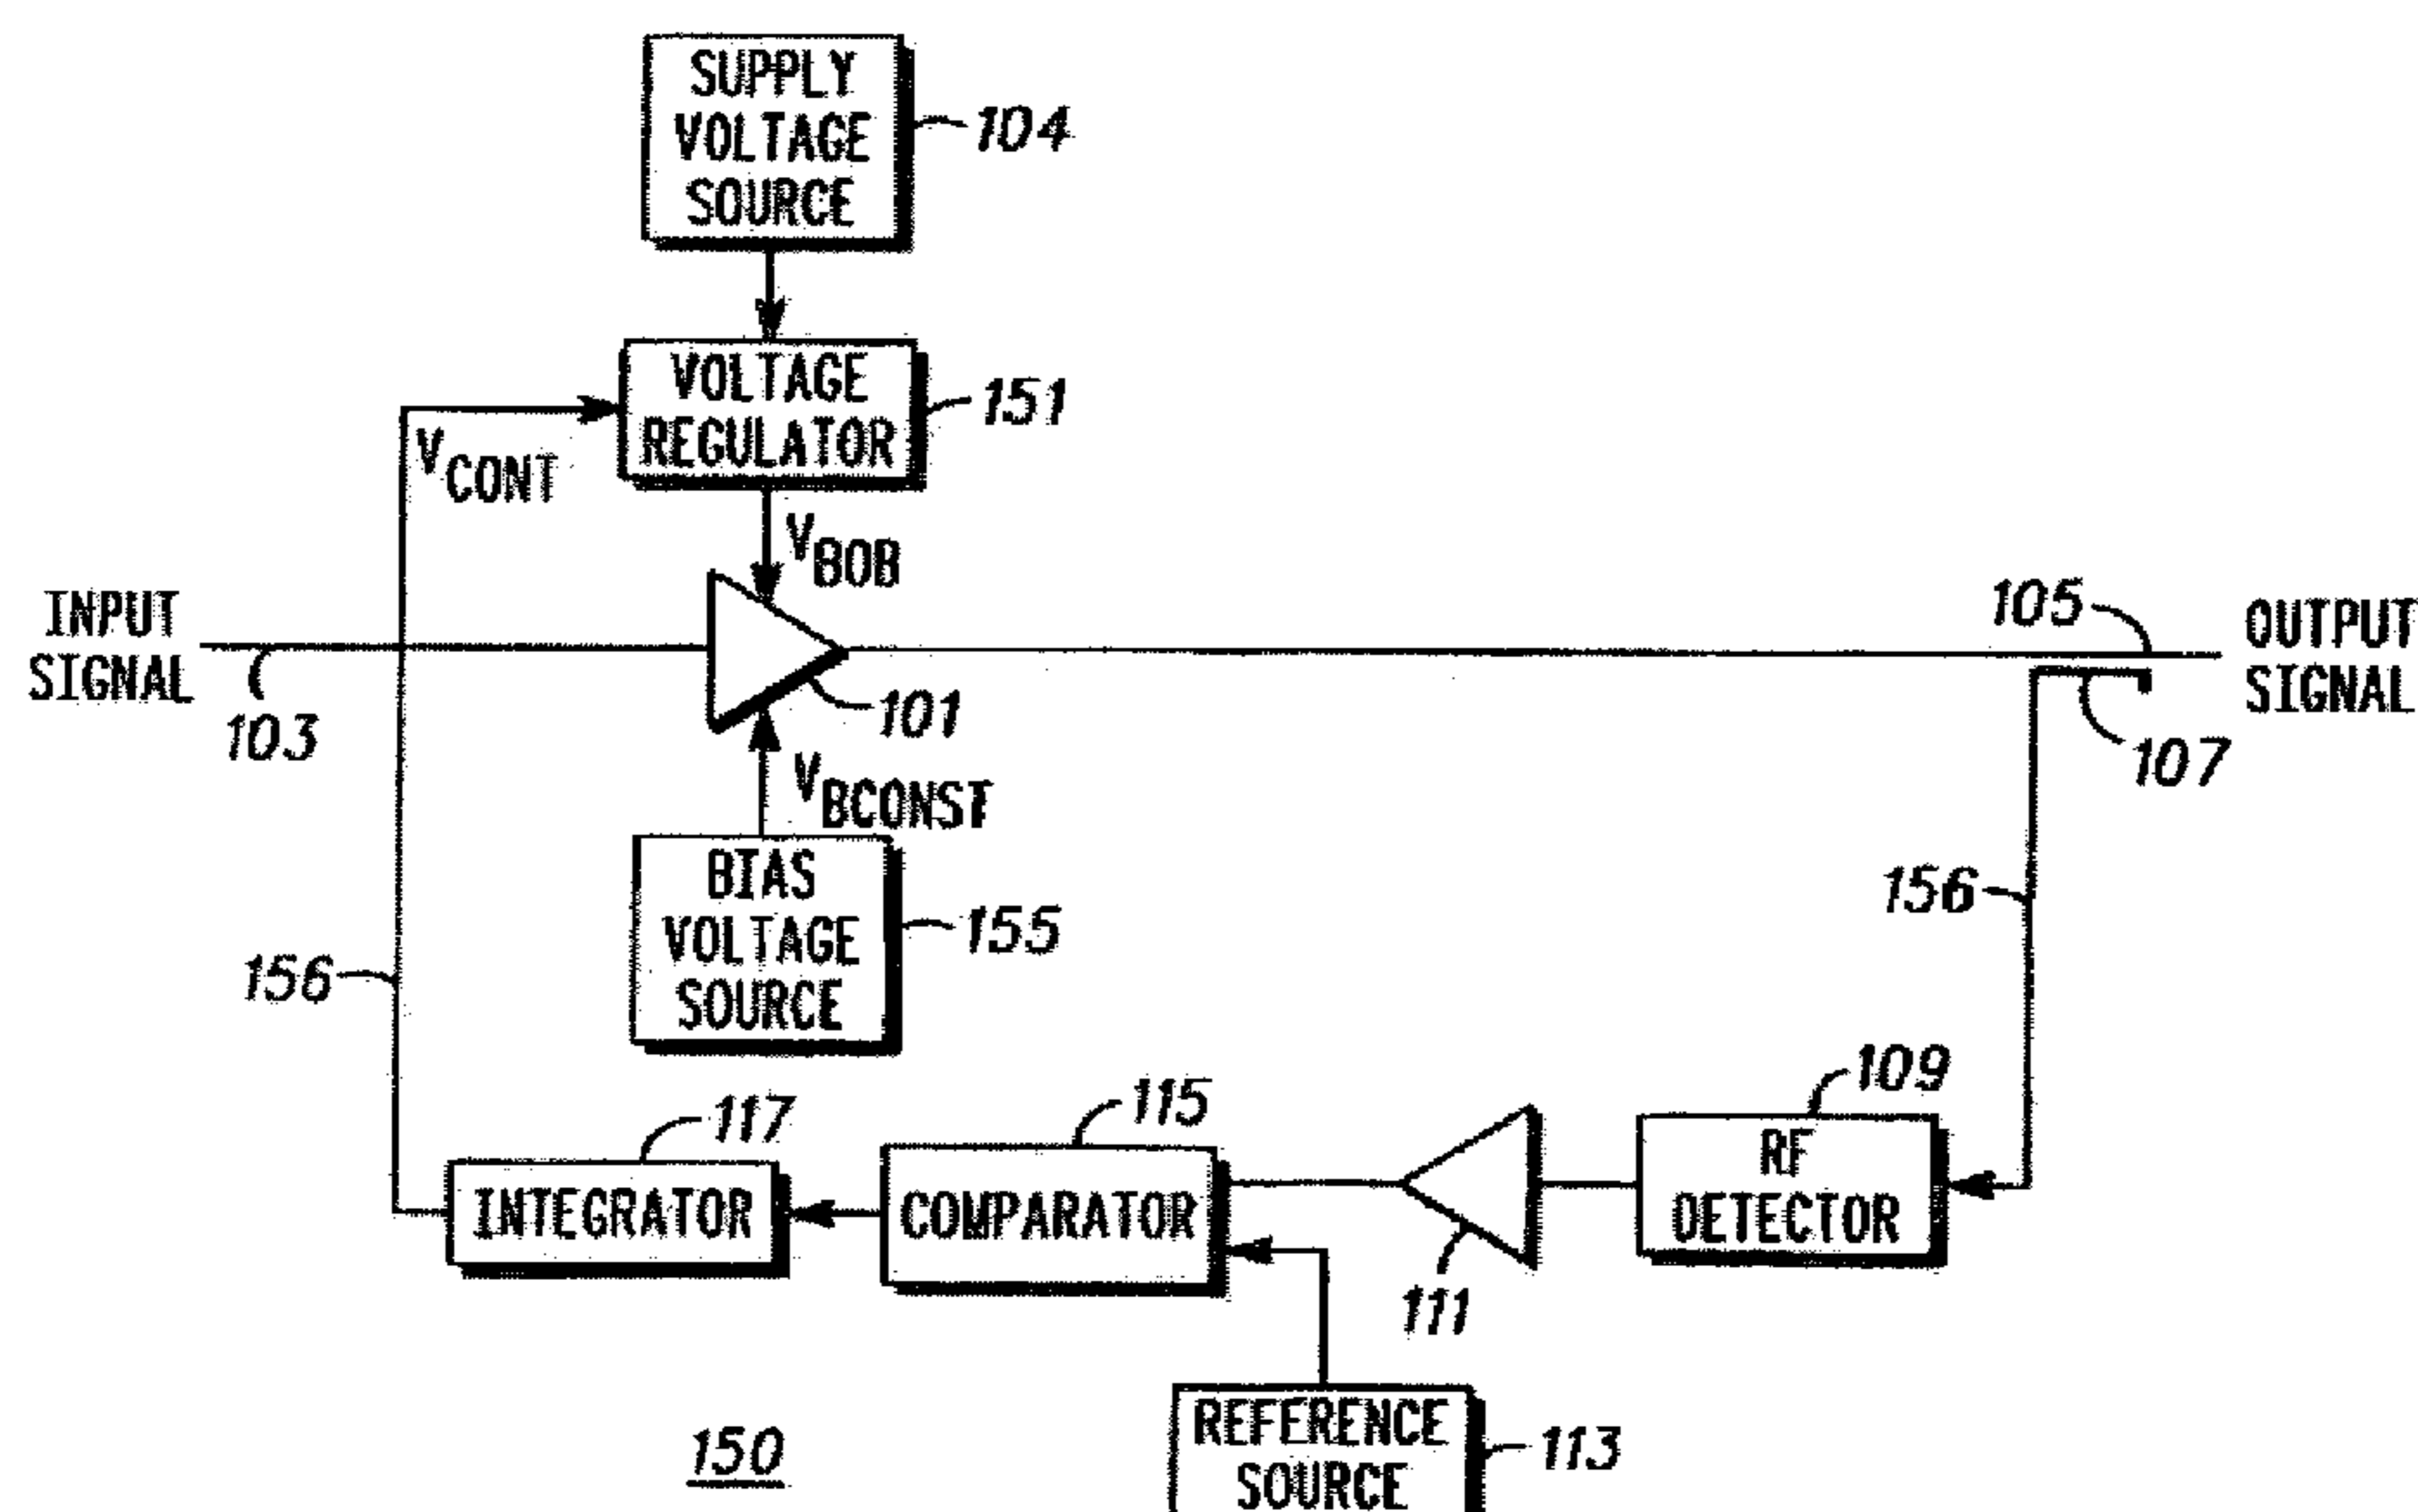 SUPPLY
VOLTAGE
SOURCE
104
VOLTAGE
REGULATOR
151
VCONT
VBOB
INPUT
SIGNAL
103
101
105
OUTPUT
SIGNAL
107
VBCONST
BIAS
VOLTAGE
SOURCE
155
156
156
109
RF
DETECTOR
115
117
INTEGRATOR
COMPARATOR
111
REFERENCE
SOURCE
113
150